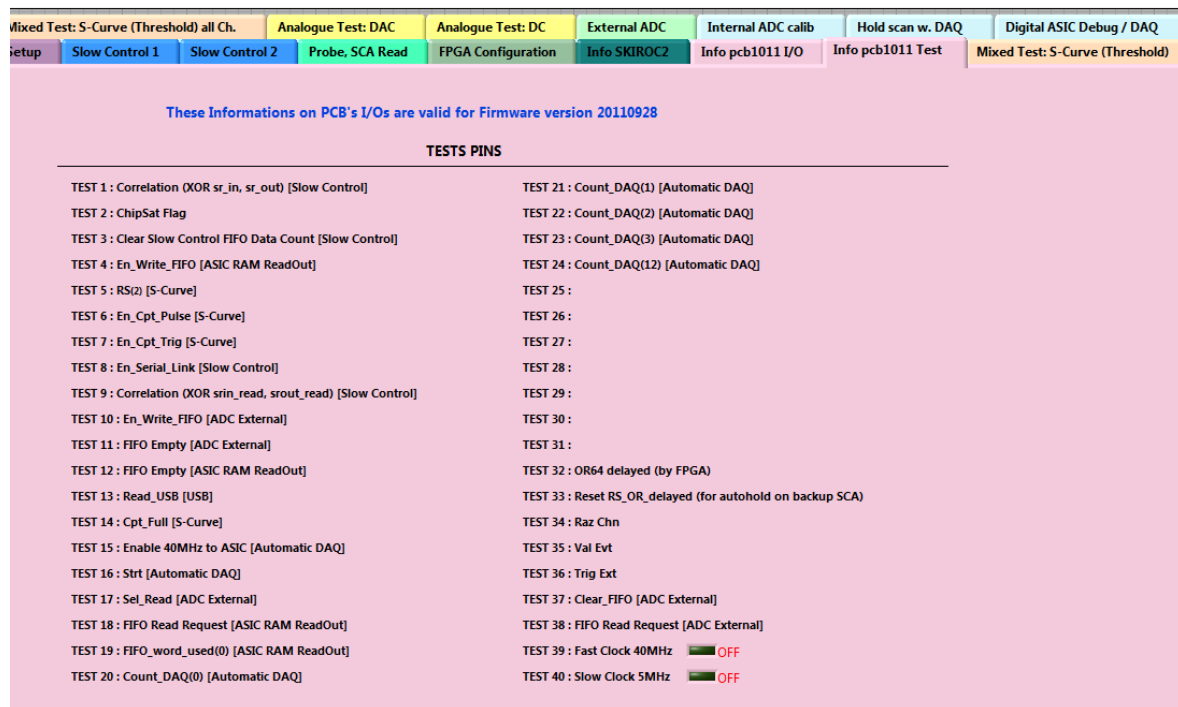 Mixed Test: S-Curve (Threshold) all Ch. Analogue Test: DAC Analogue Test: DC External ADC Internal ADC calib Hold scan w. DAQ Digital ASIC Debug / DAQ
Setup Slow Control 1 Slow Control 2 Probe, SCA Read FPGA Configuration Info SKIROC2 Info pcb1011 I/O Info pcb1011 Test Mixed Test: S-Curve (Threshold)
These Informations on PCB's I/Os are valid for Firmware version 20110928
TESTS PINS
TEST 1 : Correlation (XOR sr_in, sr_out) [Slow Control]
TEST 2 : ChipSat Flag
TEST 3 : Clear Slow Control FIFO Data Count [Slow Control]
TEST 4 : En_Write_FIFO [ASIC RAM ReadOut]
TEST 5 : RS(2) [S-Curve]
TEST 6 : En_Cpt_Pulse [S-Curve]
TEST 7 : En_Cpt_Trig [S-Curve]
TEST 8 : En_Serial_Link [Slow Control]
TEST 9 : Correlation (XOR srin_read, srout_read) [Slow Control]
TEST 10 : En_Write_FIFO [ADC External]
TEST 11 : FIFO Empty [ADC External]
TEST 12 : FIFO Empty [ASIC RAM ReadOut]
TEST 13 : Read_USB [USB]
TEST 14 : Cpt_Full [S-Curve]
TEST 15 : Enable 40MHz to ASIC [Automatic DAQ]
TEST 16 : Strt [Automatic DAQ]
TEST 17 : Sel_Read [ADC External]
TEST 18 : FIFO Read Request [ASIC RAM ReadOut]
TEST 19 : FIFO_word_used(0) [ASIC RAM ReadOut]
TEST 20 : Count_DAQ(0) [Automatic DAQ]
TEST 21 : Count_DAQ(1) [Automatic DAQ]
TEST 22 : Count_DAQ(2) [Automatic DAQ]
TEST 23 : Count_DAQ(3) [Automatic DAQ]
TEST 24 : Count_DAQ(12) [Automatic DAQ]
TEST 25 :
TEST 26 :
TEST 27 :
TEST 28 :
TEST 29 :
TEST 30 :
TEST 31 :
TEST 32 : OR64 delayed (by FPGA)
TEST 33 : Reset RS_OR_delayed (for autohold on backup SCA)
TEST 34 : Raz Chn
TEST 35 : Val Evt
TEST 36 : Trig Ext
TEST 37 : Clear_FIFO [ADC External]
TEST 38 : FIFO Read Request [ADC External]
TEST 39 : Fast Clock 40MHz OFF
TEST 40 : Slow Clock 5MHz OFF